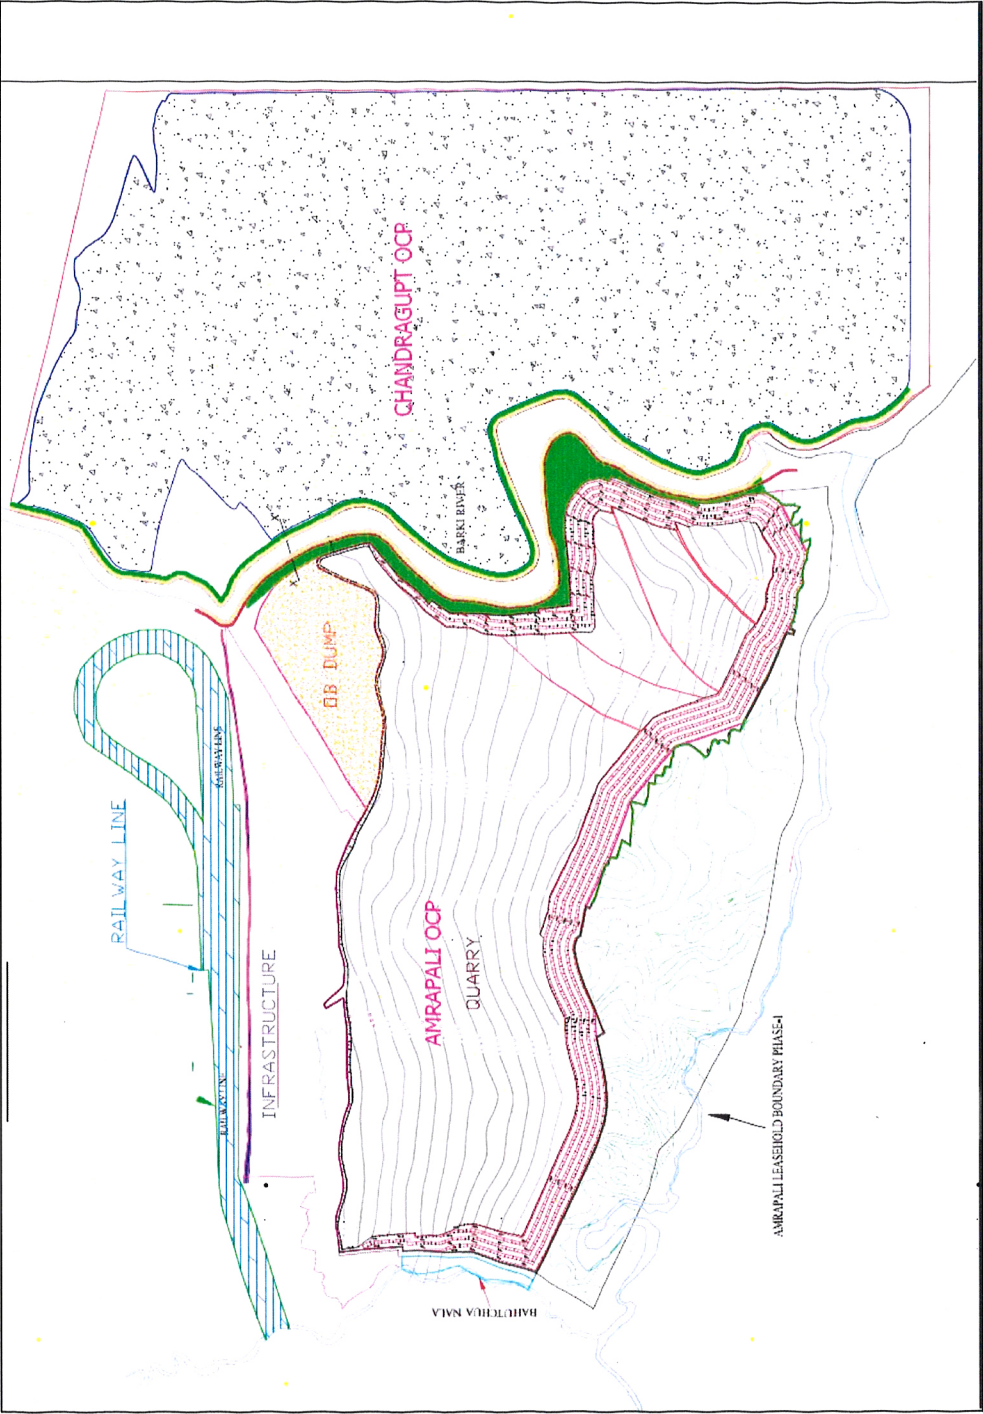 CHANDRAGUPT OCP
BARKI RIVER
OB DUMP
RAILWAY LINE
RAILWAY LINE
AMRAPALI OCP
QUARRY
INFRASTRUCTURE
RAILWAY LINE
AMRAPALI LEASEHOLD BOUNDARY PHASE-I
BAHUTCHUA NALA